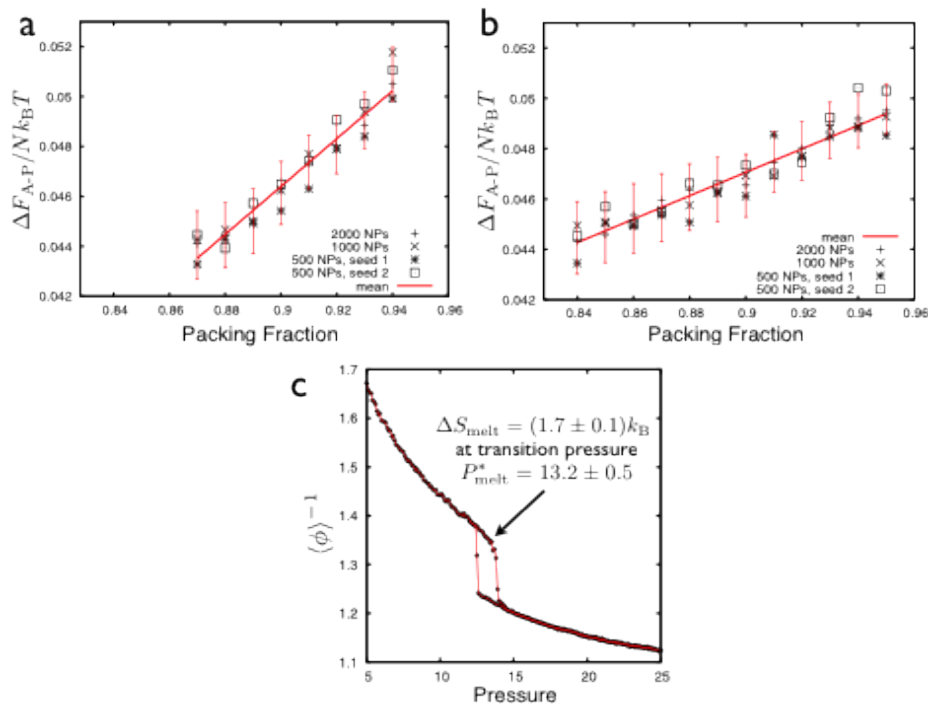 a
0.052
0.05
0.048
0.046
0.044
0.042
ΔF_A-P/Nk_BT
2000 NPs
1000 NPs
500 NPs, seed 1
500 NPs, seed 2
mean
0.84 0.86 0.88 0.9 0.92 0.94 0.96
Packing Fraction
b
0.052
0.05
0.048
0.046
0.044
0.042
ΔF_A-P/Nk_BT
mean
2000 NPs
1000 NPs
500 NPs, seed 1
500 NPs, seed 2
0.84 0.86 0.88 0.9 0.92 0.94 0.96
Packing Fraction
c
1.7
1.6
1.5
1.4
1.3
1.2
1.1
⟨ϕ⟩⁻¹
ΔS_melt = (1.7 ± 0.1)k_B
at transition pressure
P*_melt = 13.2 ± 0.5
5 10 15 20 25
Pressure